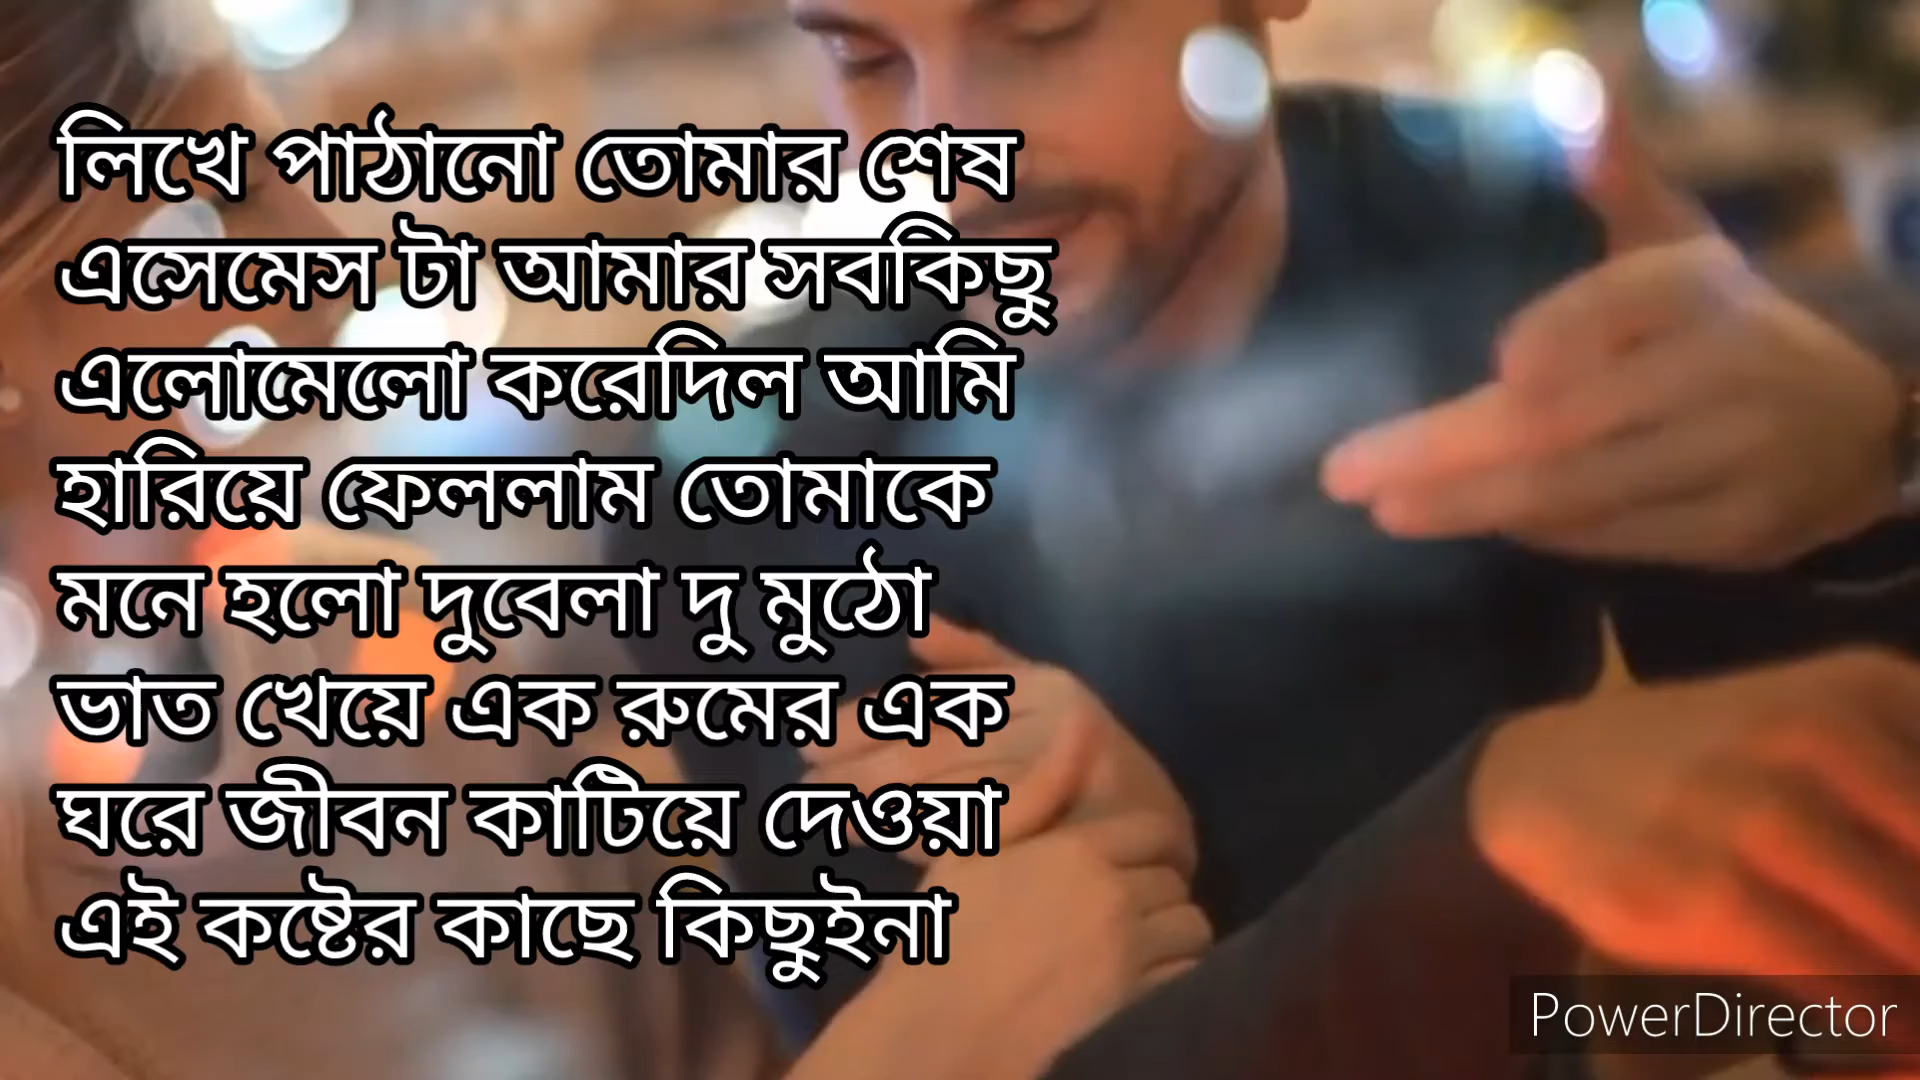 লিখে পাঠানো তোমার শেষ
এসেমেস টা আমার সবকিছু
এলোমেলো করেদিল আমি
হারিয়ে ফেললাম তোমাকে
মনে হলো দুবেলা দু মুঠো
ভাত খেয়ে এক রুমের এক
ঘরে জীবন কাটিয়ে দেওয়া
এই কষ্টের কাছে কিছুইনা
PowerDirector